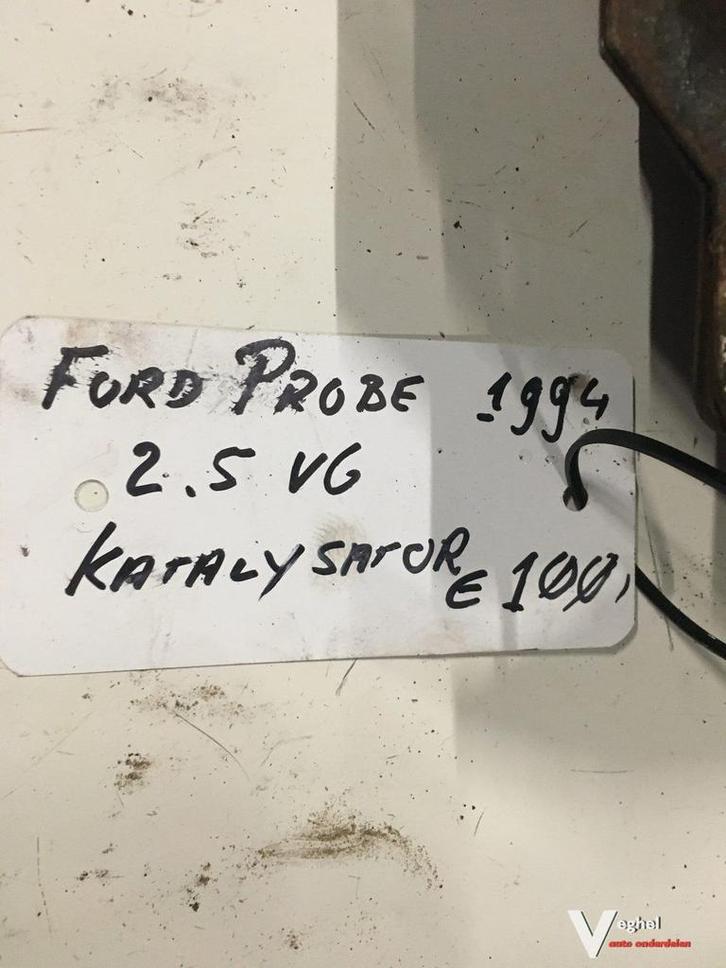 FORD PROBE 1994
2.5 V6
KATALYSATOR
€ 100,
Veghel
auto onderdelen